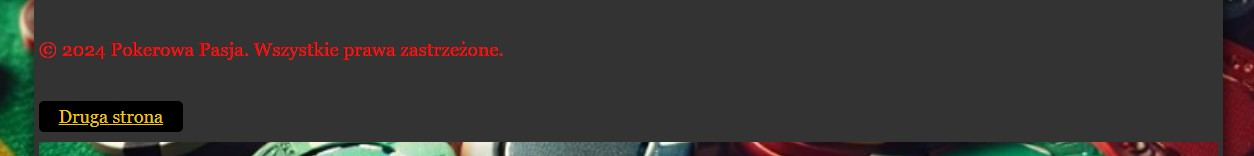 © 2024 Pokerowa Pasja. Wszystkie prawa zastrzeżone.
Druga strona